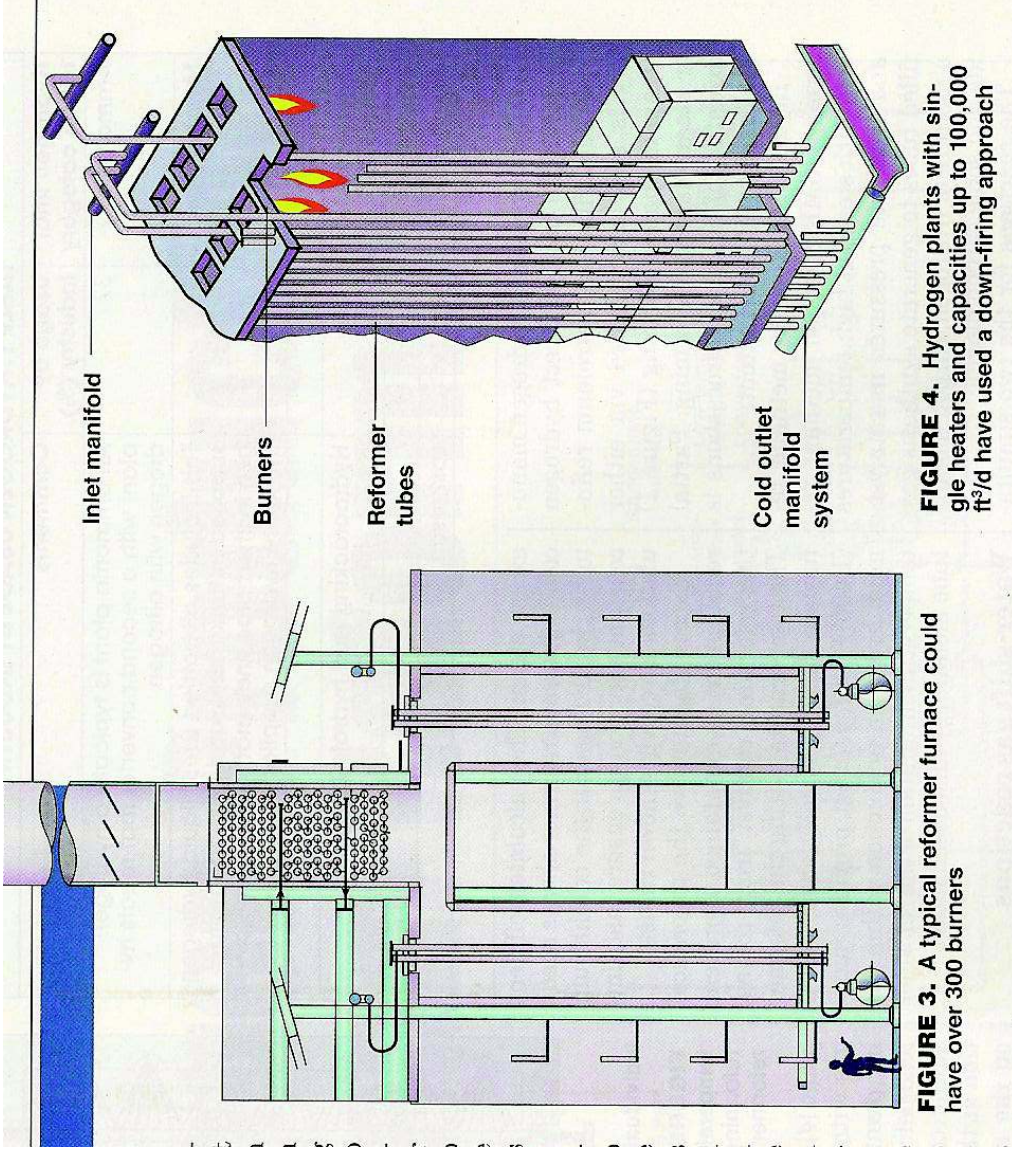 Inlet manifold
Burners
Reformer
tubes
Cold outlet
manifold
system
FIGURE 3. A typical reformer furnace could
have over 300 burners
FIGURE 4. Hydrogen plants with sin-
gle heaters and capacities up to 100,000
ft³/d have used a down-firing approach